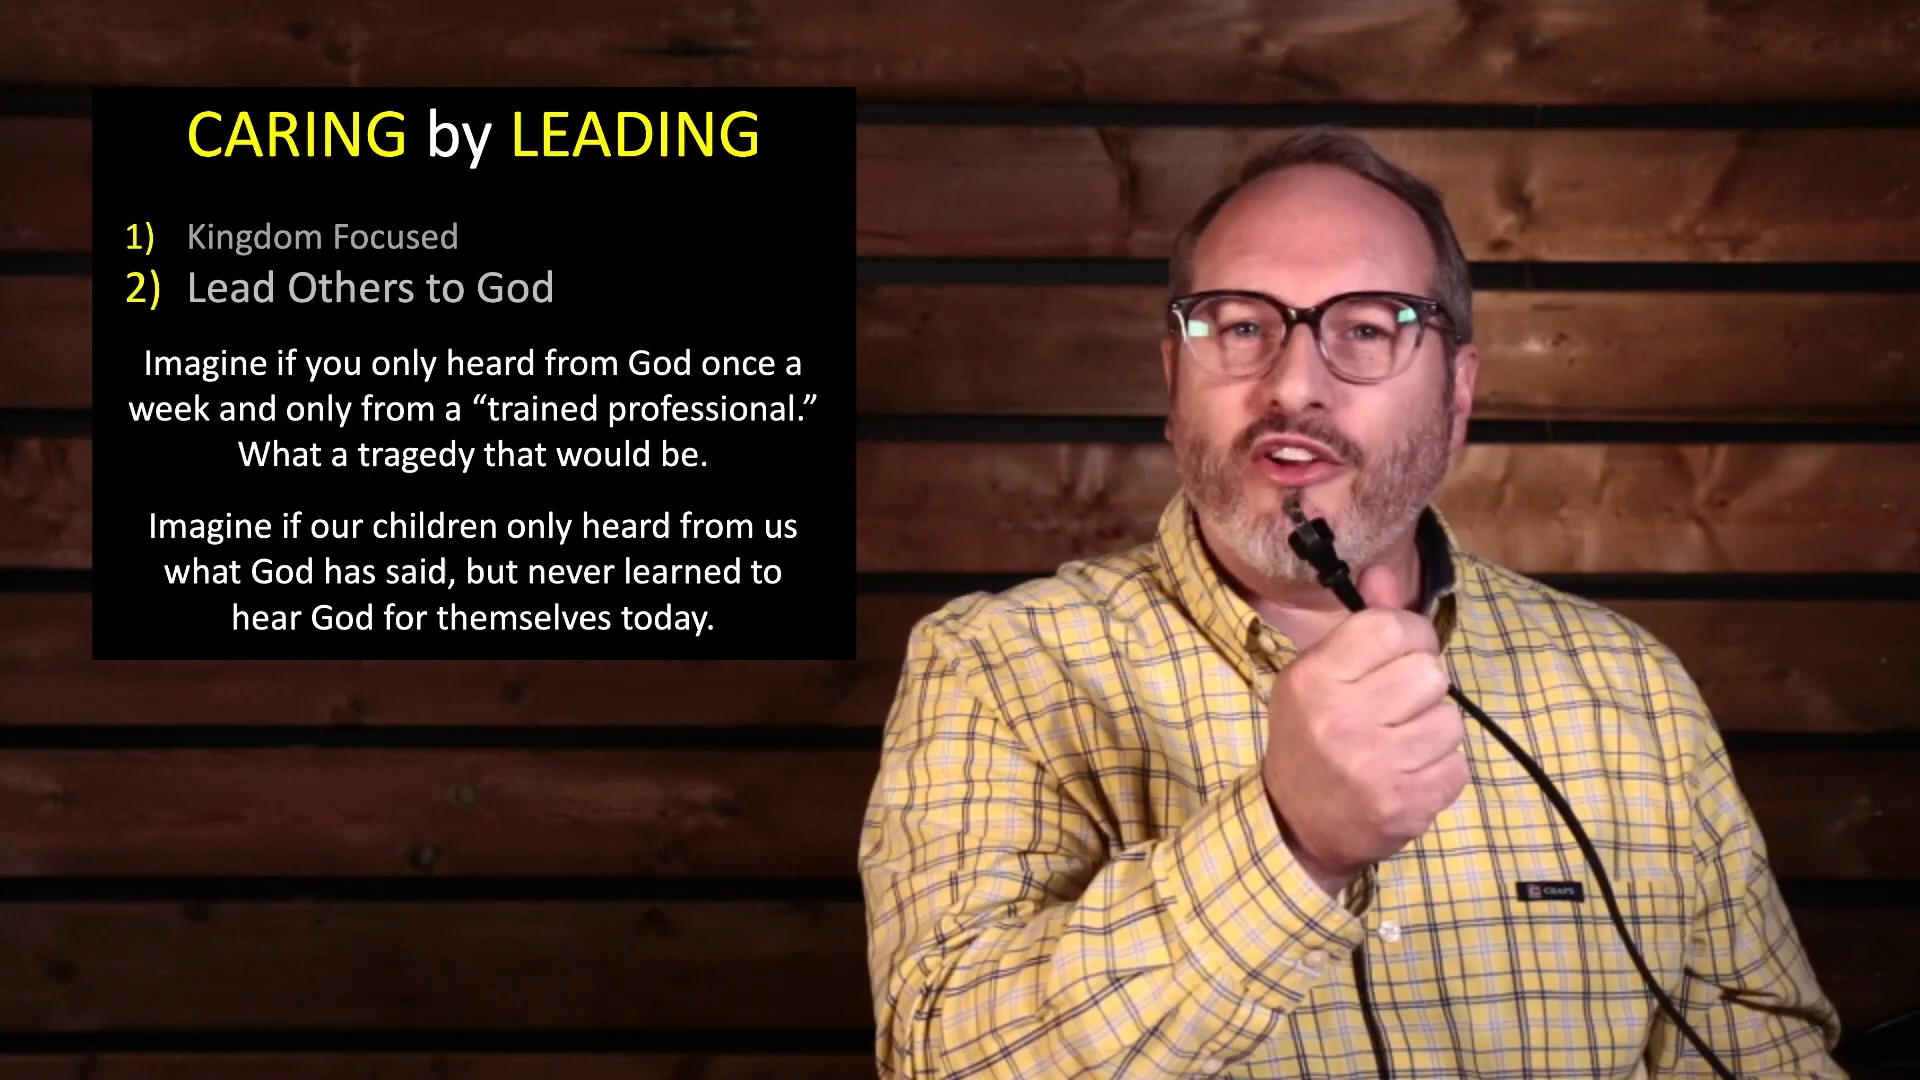 CARING by LEADING
1) Kingdom Focused
2) Lead Others to God
Imagine if you only heard from God once a
week and only from a “trained professional.”
What a tragedy that would be.
Imagine if our children only heard from us
what God has said, but never learned to
hear God for themselves today.
CHAPS